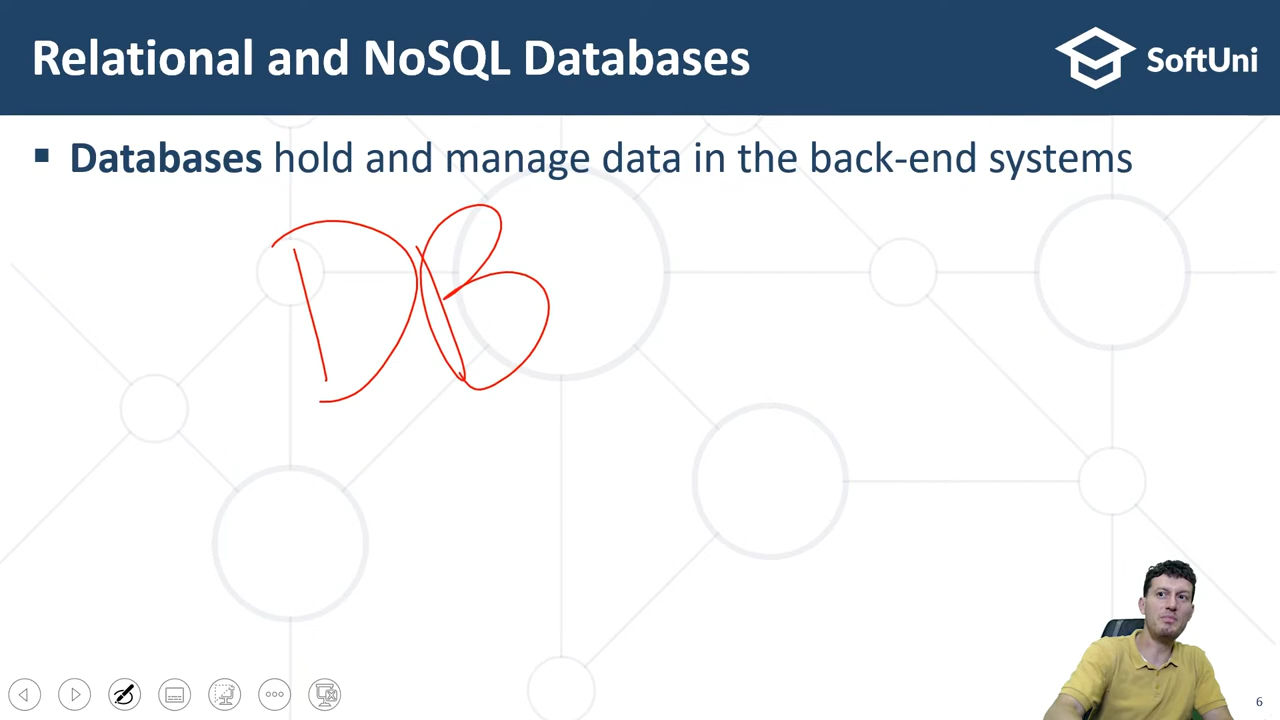 Relational and NoSQL Databases
SoftUni
▪ Databases hold and manage data in the back-end systems
DB
6